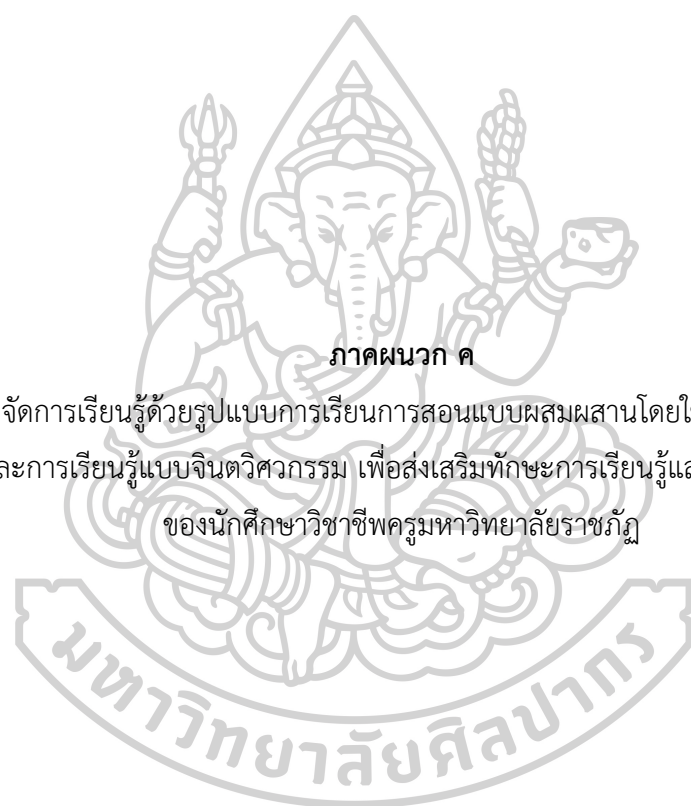 ภาคผนวก ค
จัดการเรียนรู้ด้วยรูปแบบการเรียนการสอนแบบผสมผสานโดยใ
ละการเรียนรู้แบบจินตวิศวกรรม เพื่อส่งเสริมทักษะการเรียนรู้แล
ของนักศึกษาวิชาชีพครูมหาวิทยาลัยราชภัฏ
มหาวิทยาลัยศิลปากร